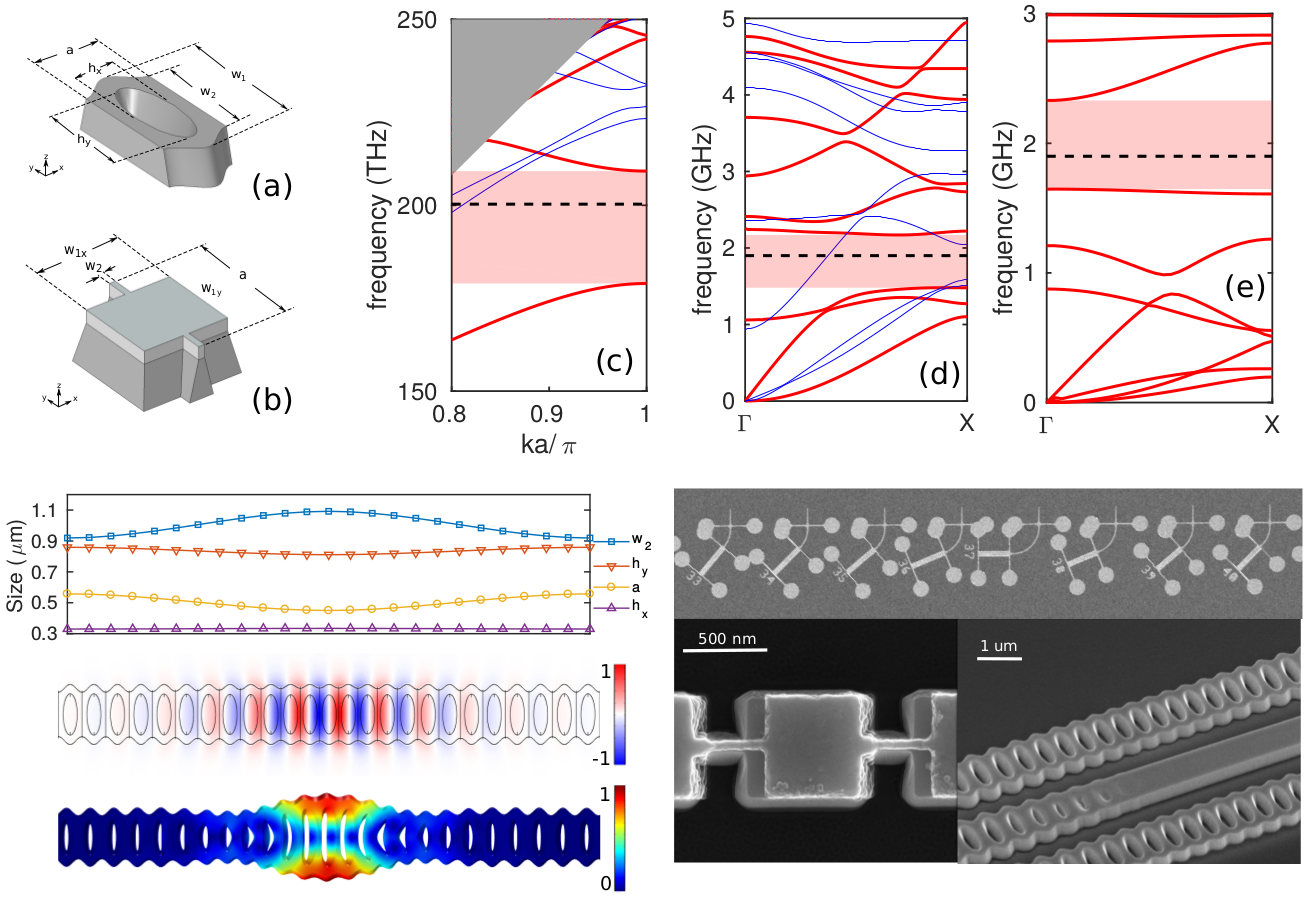 a
h_x
w_1
w_2
h_y
z
y
x
(a)
w_1x
w_2
a
w_1y
z
y
x
(b)
250
200
150
frequency (THz)
0.8
0.9
1
ka/π
(c)
5
4
3
2
1
0
frequency (GHz)
Γ
X
(d)
3
2
1
0
frequency (GHz)
Γ
X
(e)
1.1
0.9
0.7
0.5
0.3
Size (μm)
w_2
h_y
a
h_x
1
-1
1
0
33
34
35
36
37
38
39
40
500 nm
1 um